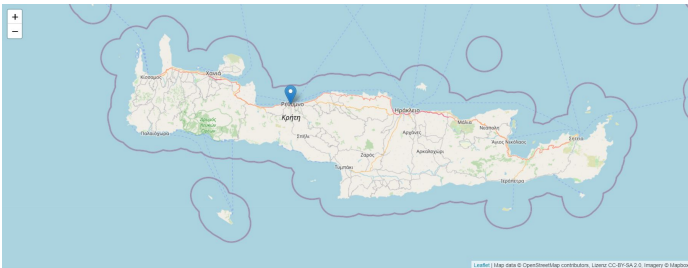 +
−
Κίσσαμος
Χανιά
Ρέθυμνο
Κρήτη
Ηράκλειο
Παλαιόχωρα
Σπήλι
Αρχάνες
Μάλια
Νεάπολη
Άγιος Νικόλαος
Σητεία
Ζαρός
Αρκαλοχώρι
Τυμπάκι
Ιεράπετρα
Leaflet | Map data © OpenStreetMap contributors, Lizenz CC-BY-SA 2.0, Imagery © Mapbox